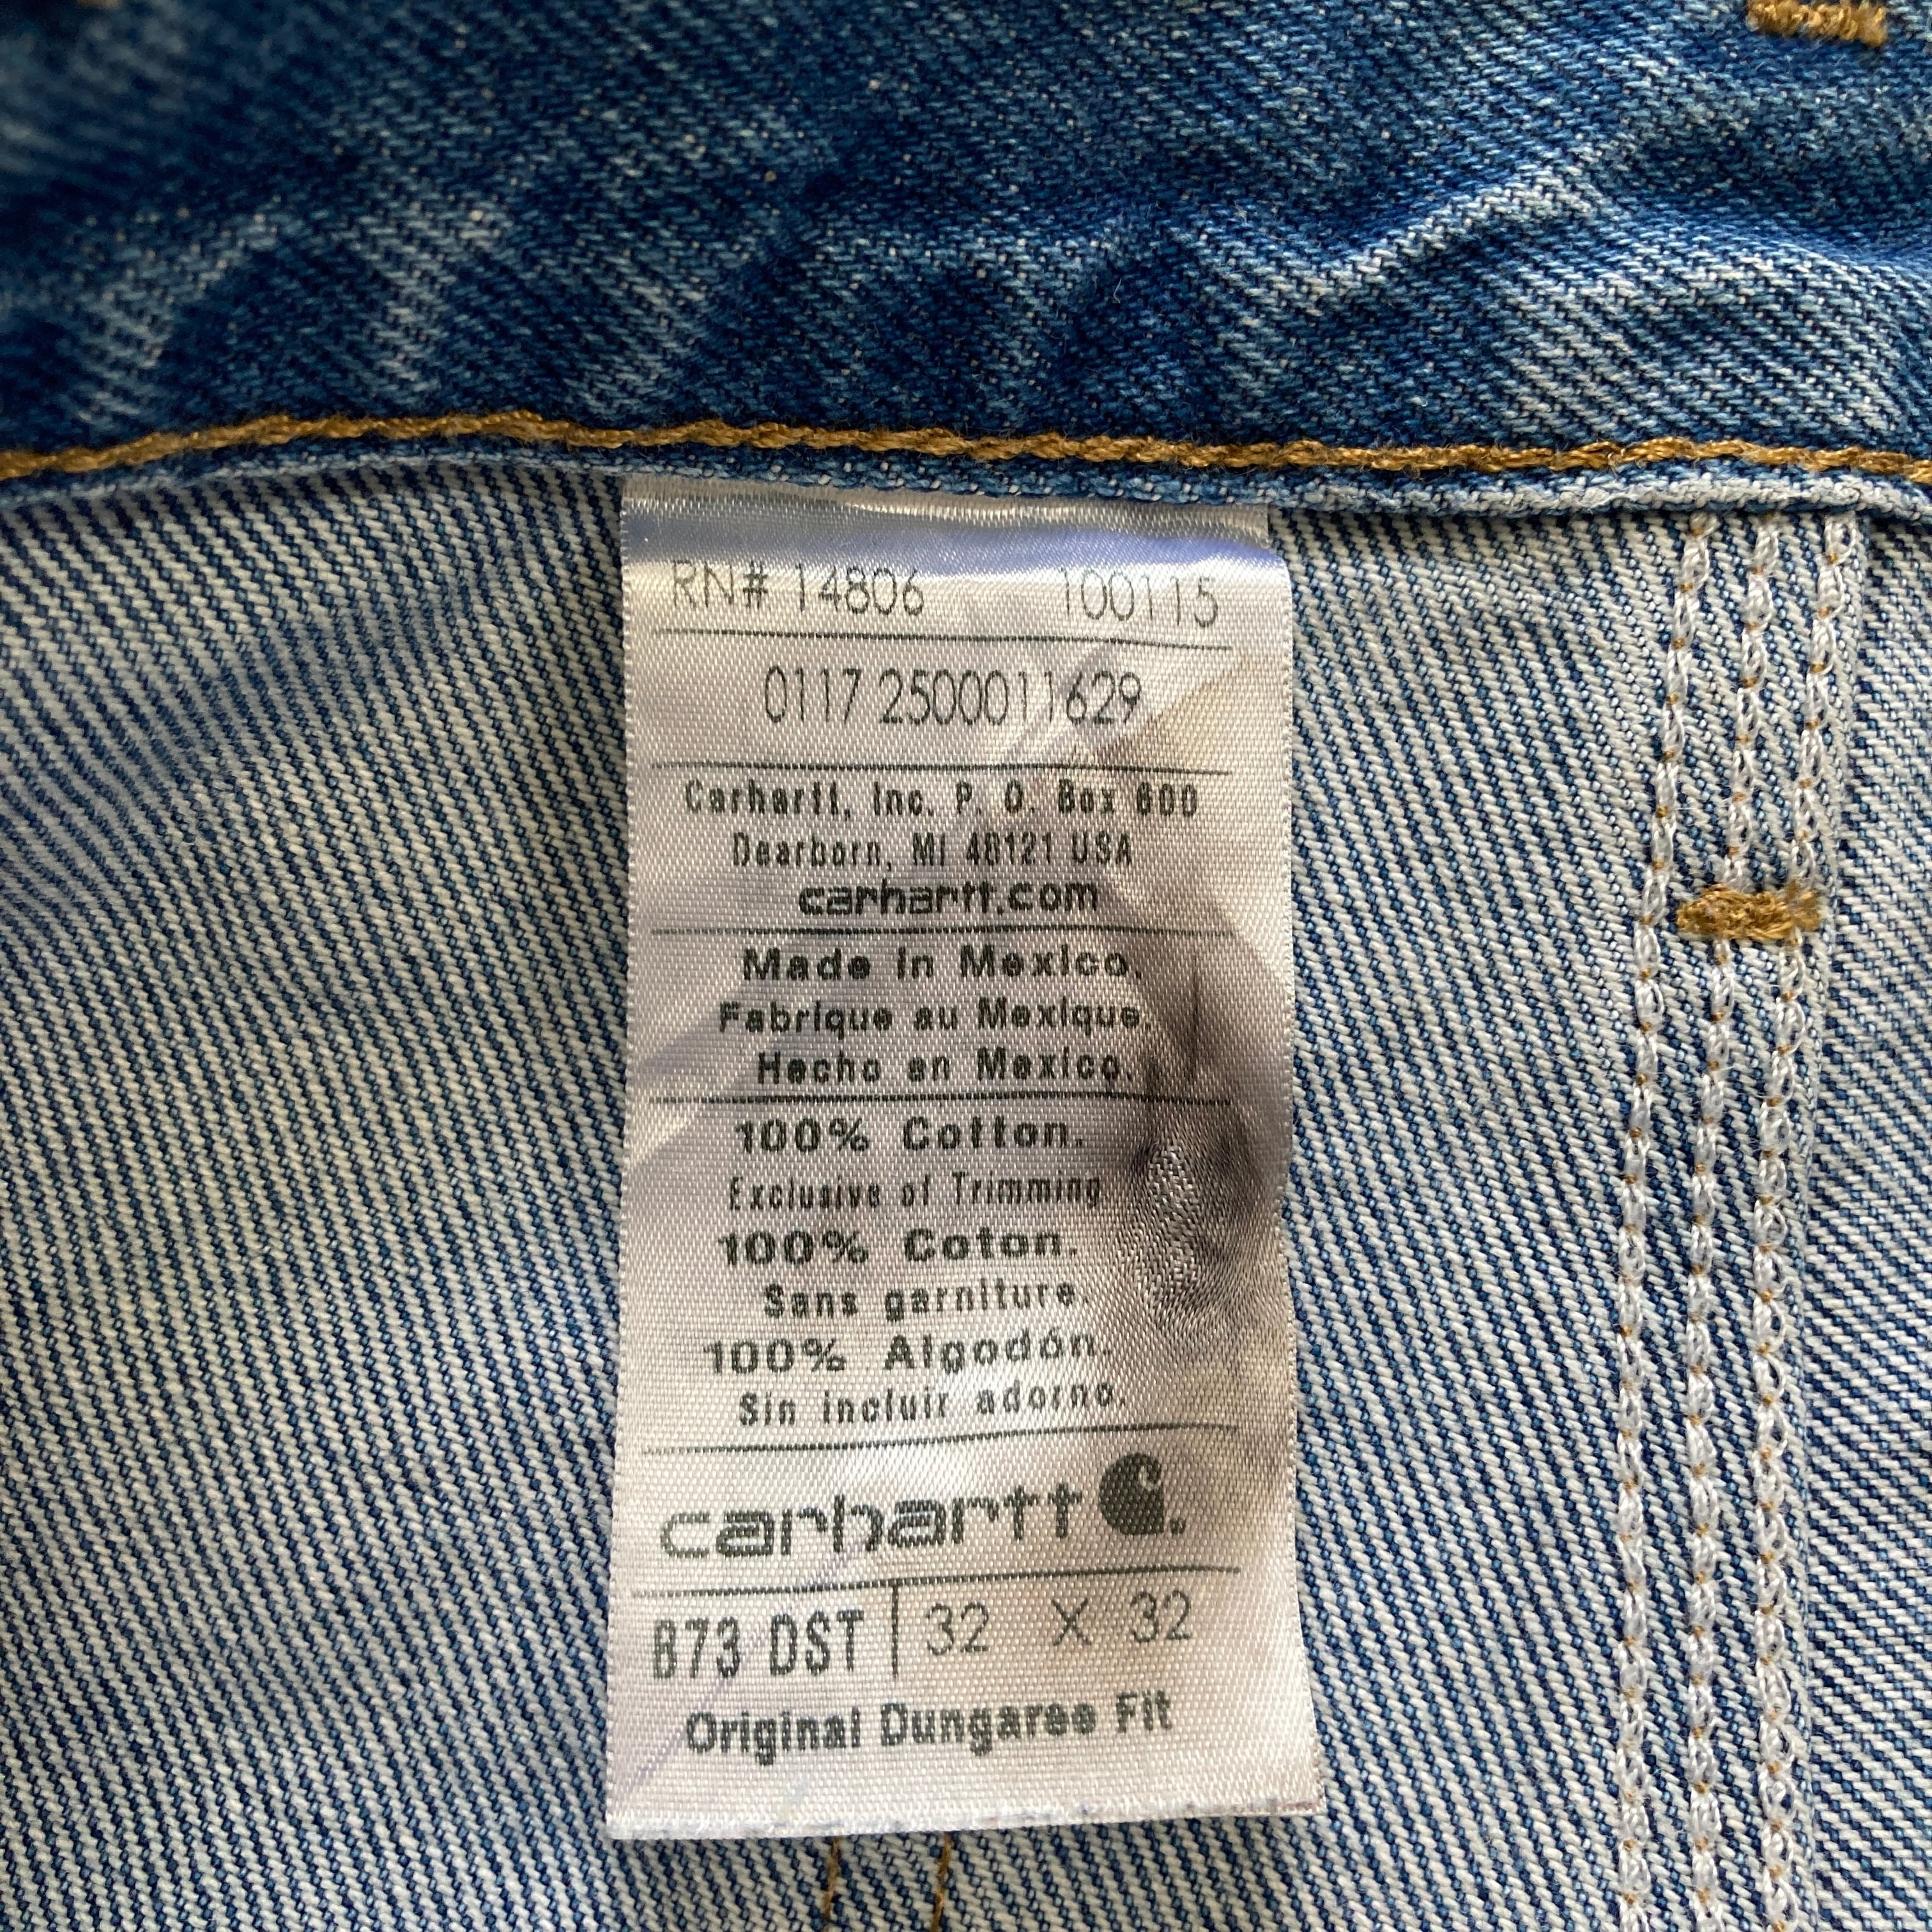 RN# 14806 100115
0117 2500011629
Carhartt, Inc. P. O. Box 600
Dearborn, MI 48121 USA
carhartt.com
Made in Mexico.
Fabrique au Mexique.
Hecho en Mexico.
100% Cotton.
Exclusive of Trimming
100% Coton.
Sans garniture.
100% Algodón.
Sin incluir adorno.
carhartt
B73 DST | 32 X 32
Original Dungaree Fit